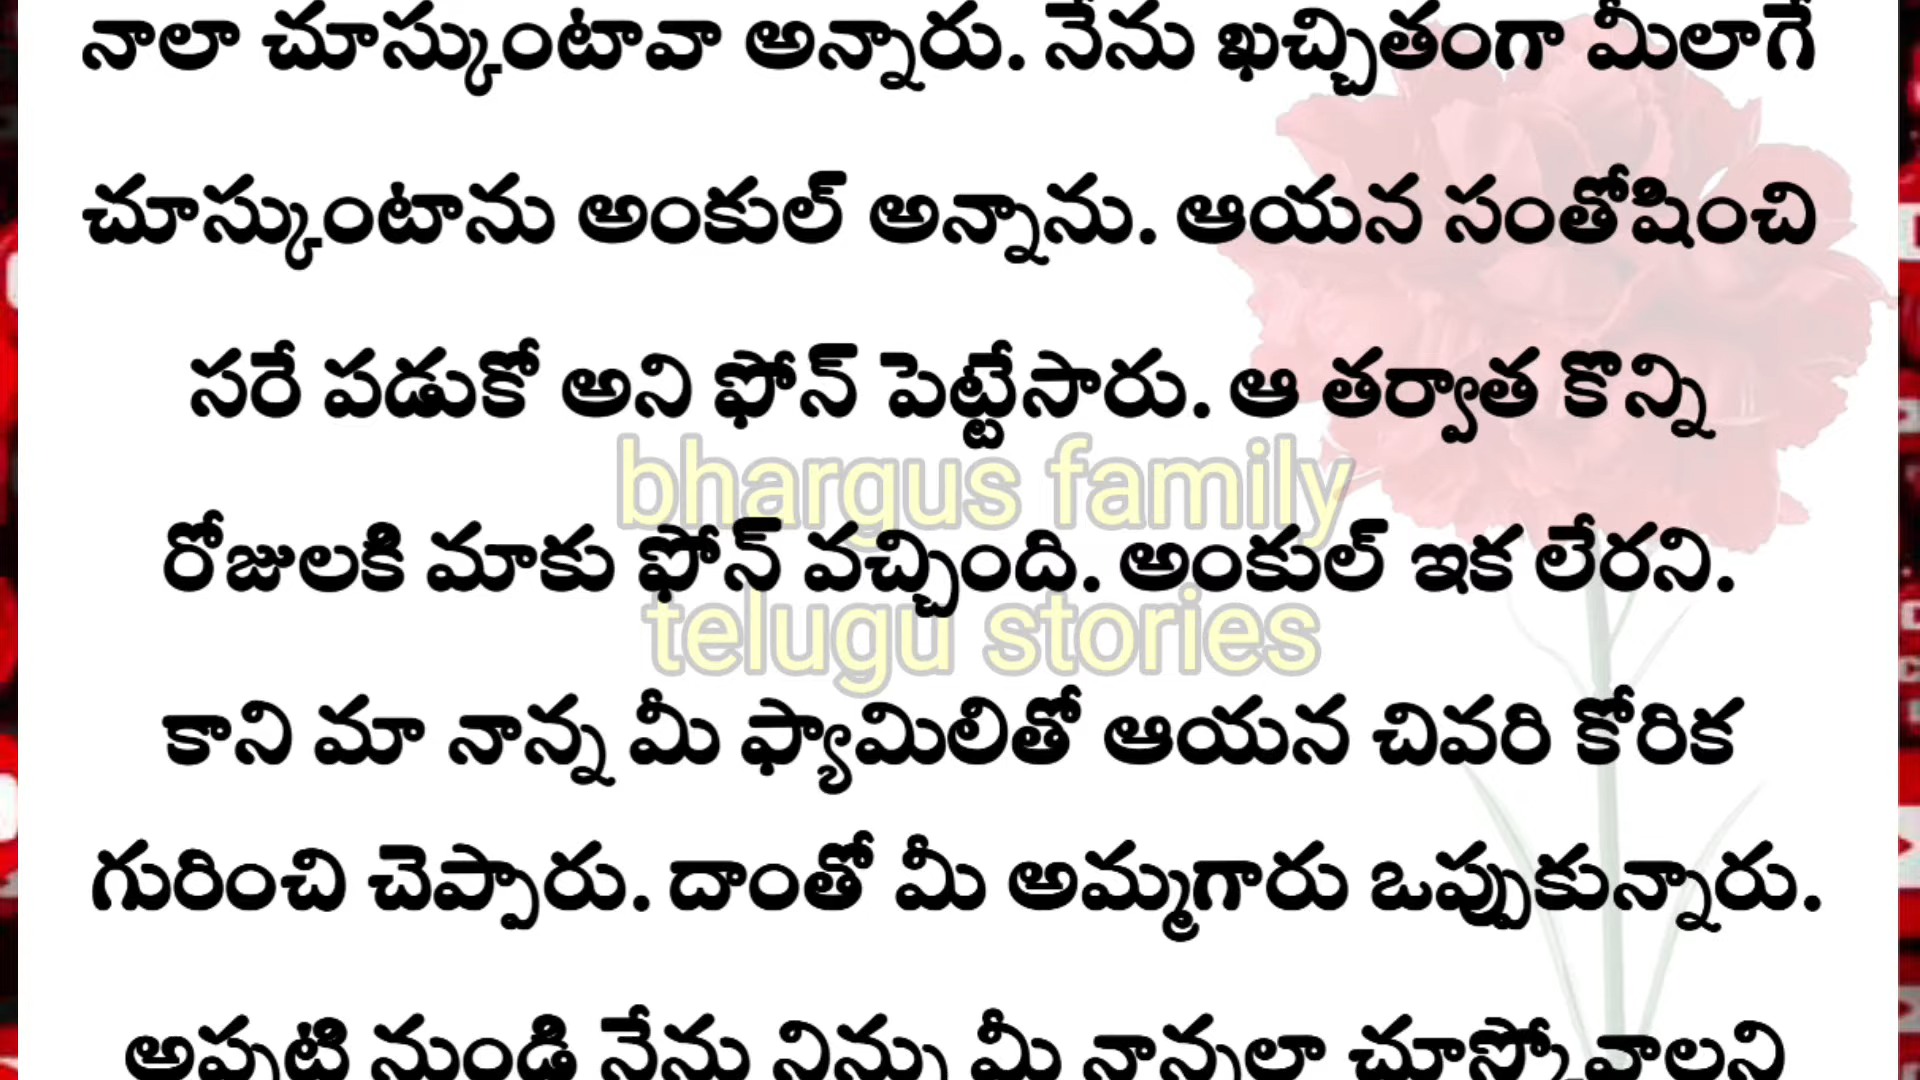 నాలా చూస్కుంటావా అన్నారు. నేను ఖచ్చితంగా మీలాగే
చూస్కుంటాను అంకుల్ అన్నాను. ఆయన సంతోషించి
సరే పడుకో అని ఫోన్ పెట్టేసారు. ఆ తర్వాత కొన్ని
bhargus family
రోజులకి మాకు ఫోన్ వచ్చింది. అంకుల్ ఇక లేరని.
telugu stories
కాని మా నాన్న మీ ఫ్యామిలితో ఆయన చివరి కోరిక
గురించి చెప్పారు. దాంతో మీ అమ్మగారు ఒప్పుకున్నారు.
అప్పటి నుండి నేను నిన్ను మీ నాన్నలా చూస్కోవాలని